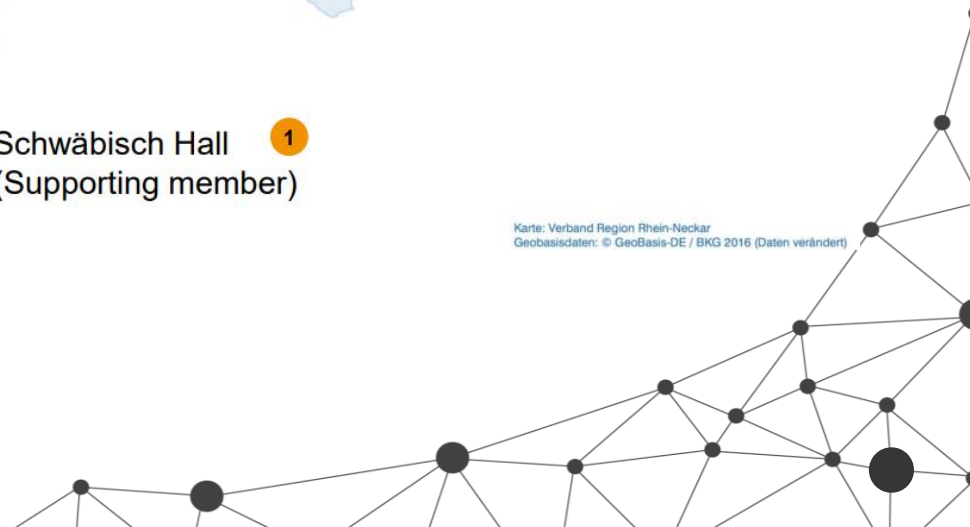 Schwäbisch Hall
1
(Supporting member)
Karte: Verband Region Rhein-Neckar
Geobasisdaten: © GeoBasis-DE / BKG 2016 (Daten verändert)